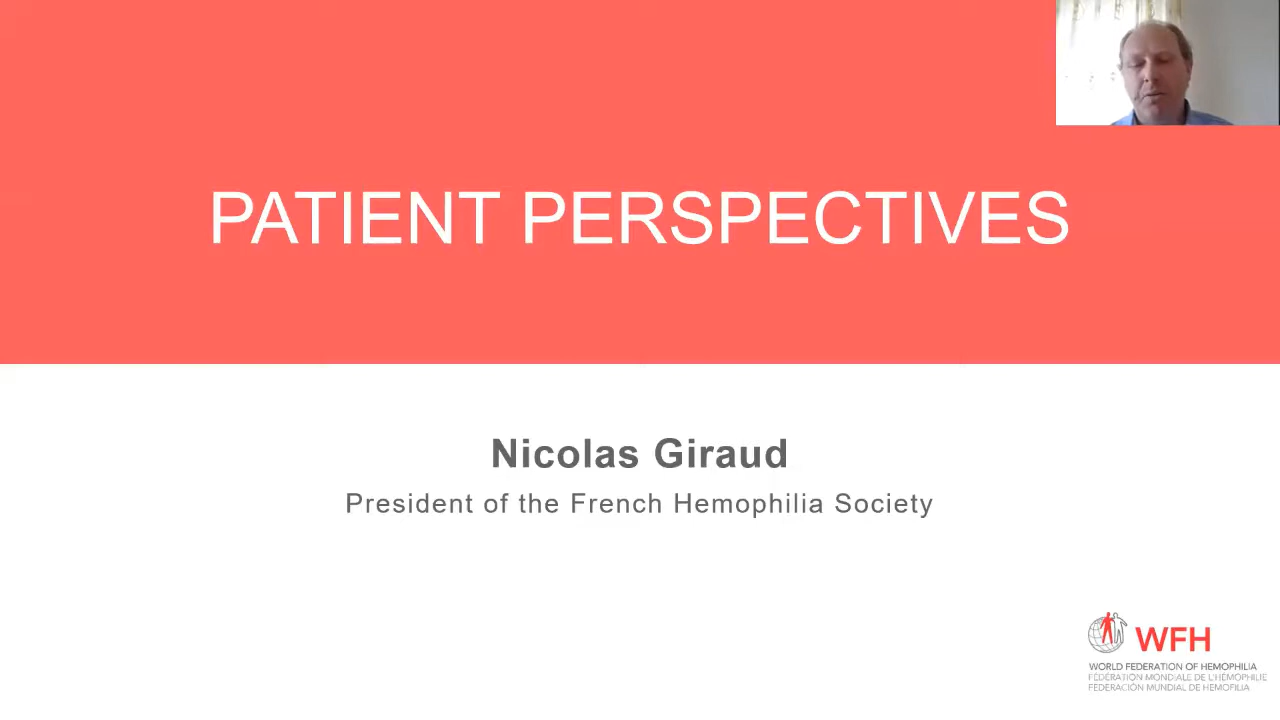 PATIENT PERSPECTIVES
Nicolas Giraud
President of the French Hemophilia Society
WFH
WORLD FEDERATION OF HEMOPHILIA
FÉDÉRATION MONDIALE DE L'HÉMOPHILIE
FEDERACIÓN MUNDIAL DE HEMOFILIA